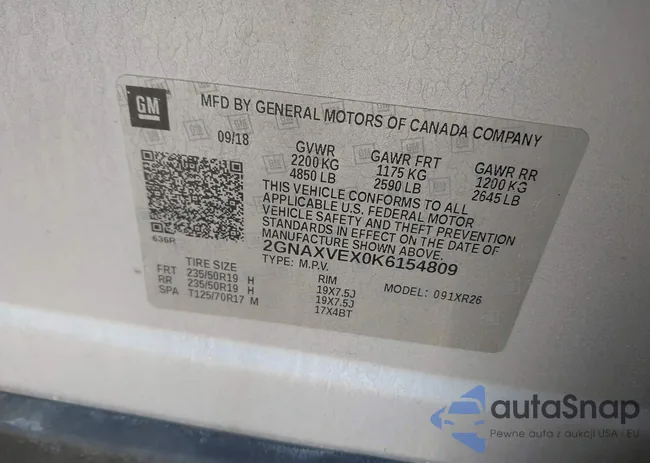 GM
MFD BY GENERAL MOTORS OF CANADA COMPANY
09/18
GVWR GAWR FRT GAWR RR
2200 KG 1175 KG 1200 KG
4850 LB 2590 LB 2645 LB
THIS VEHICLE CONFORMS TO ALL
APPLICABLE U.S. FEDERAL MOTOR
VEHICLE SAFETY AND THEFT PREVENTION
STANDARDS IN EFFECT ON THE DATE OF
MANUFACTURE SHOWN ABOVE.
636R
2GNAXVEX0K6154809
TYPE: M.P.V. MODEL: 091XR26
TIRE SIZE RIM
FRT 235/50R19 H 19X7.5J
RR 235/50R19 H 19X7.5J
SPA T125/70R17 M 17X4BT
autaSnap
Pewne auta z aukcji USA - EU